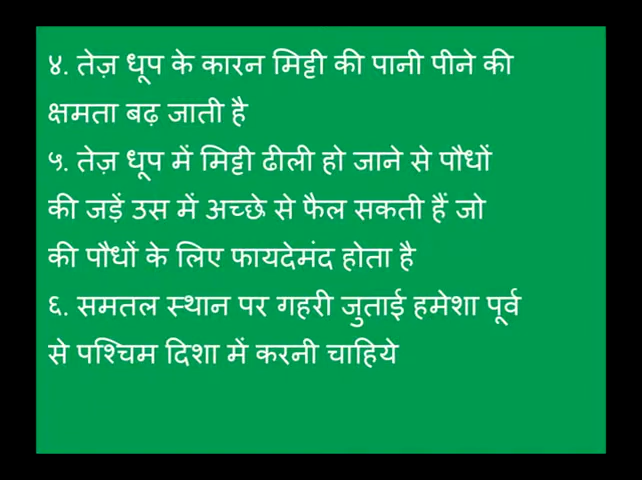 ४. तेज़ धूप के कारन मिट्टी की पानी पीने की
क्षमता बढ़ जाती है
५. तेज़ धूप में मिट्टी ढीली हो जाने से पौधों
की जड़ें उस में अच्छे से फैल सकती हैं जो
की पौधों के लिए फायदेमंद होता है
६. समतल स्थान पर गहरी जुताई हमेशा पूर्व
से पश्चिम दिशा में करनी चाहिये